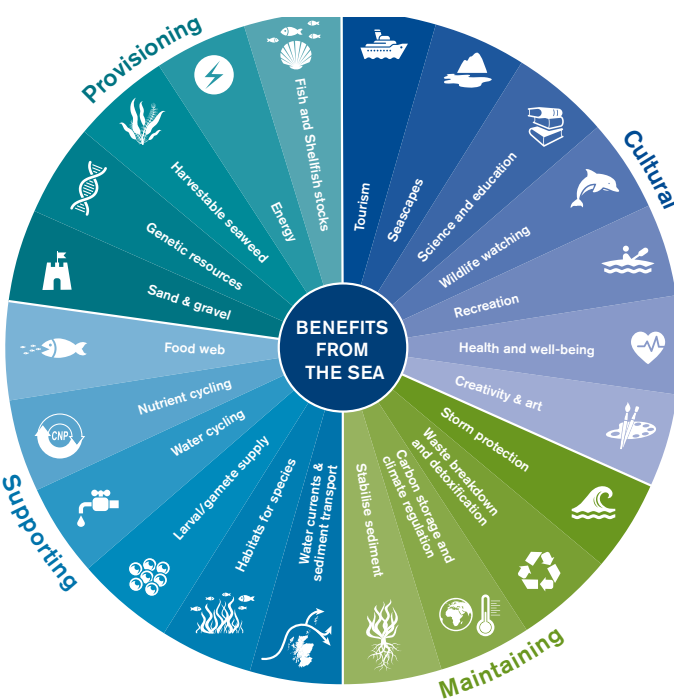 Provisioning
Cultural
Supporting
Maintaining
BENEFITS
FROM
THE SEA
Tourism
Seascapes
Science and education
Wildlife watching
Recreation
Health and well-being
Creativity & art
Storm protection
Waste breakdown
and detoxification
Carbon storage and
climate regulation
Stabilise sediment
Water currents &
sediment transport
Habitats for species
Larval/gamete supply
Water cycling
Nutrient cycling
CNP
Food web
Sand & gravel
Genetic resources
Harvestable seaweed
Energy
Fish and Shellfish stocks